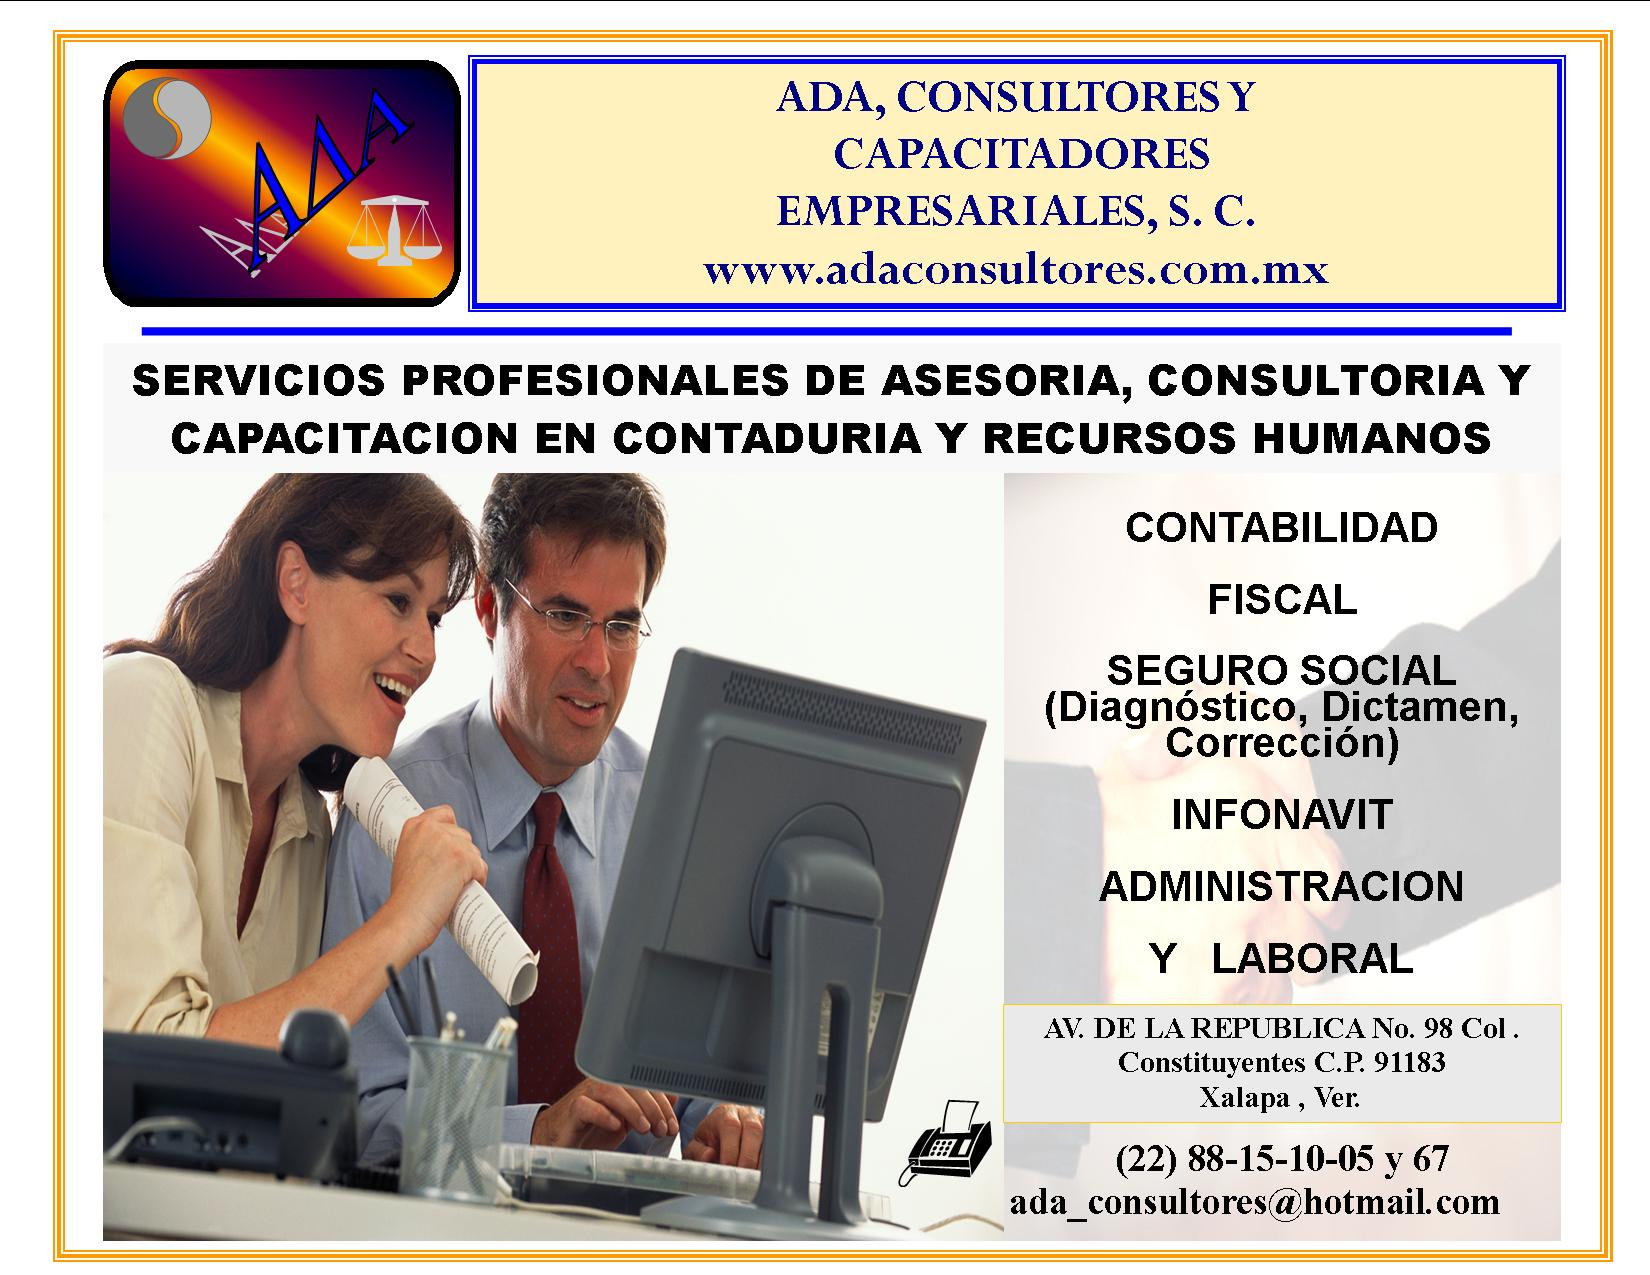 ADA
ADA, CONSULTORES Y
CAPACITADORES
EMPRESARIALES, S. C.
www.adaconsultores.com.mx
SERVICIOS PROFESIONALES DE ASESORIA, CONSULTORIA Y
CAPACITACION EN CONTADURIA Y RECURSOS HUMANOS
CONTABILIDAD
FISCAL
SEGURO SOCIAL
(Diagnóstico, Dictamen,
Corrección)
INFONAVIT
ADMINISTRACION
Y LABORAL
AV. DE LA REPUBLICA No. 98 Col .
Constituyentes C.P. 91183
Xalapa , Ver.
(22) 88-15-10-05 y 67
ada_consultores@hotmail.com